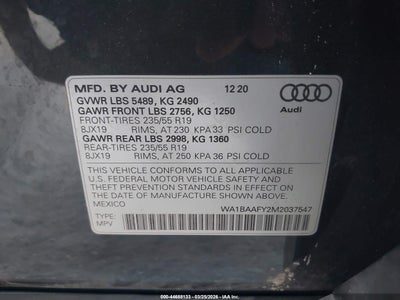 MFD. BY AUDI AG 12 20
GVWR LBS 5489, KG 2490
GAWR FRONT LBS 2756, KG 1250
FRONT-TIRES 235/55 R19
8JX19 RIMS, AT 230 KPA 33 PSI COLD
GAWR REAR LBS 2998, KG 1360
REAR-TIRES 235/55 R19
8JX19 RIMS, AT 250 KPA 36 PSI COLD
Audi
THIS VEHICLE CONFORMS TO ALL APPLICABLE
U.S. FEDERAL MOTOR VEHICLE SAFETY, BUMPER, AND
THEFT PREVENTION STANDARDS IN EFFECT ON THE
DATE OF MANUFACTURE SHOWN ABOVE.
MEXICO
WA1BAAFY2M2037547
TYPE:
MPV
000-44688133 - 03/25/2026 - 0000000